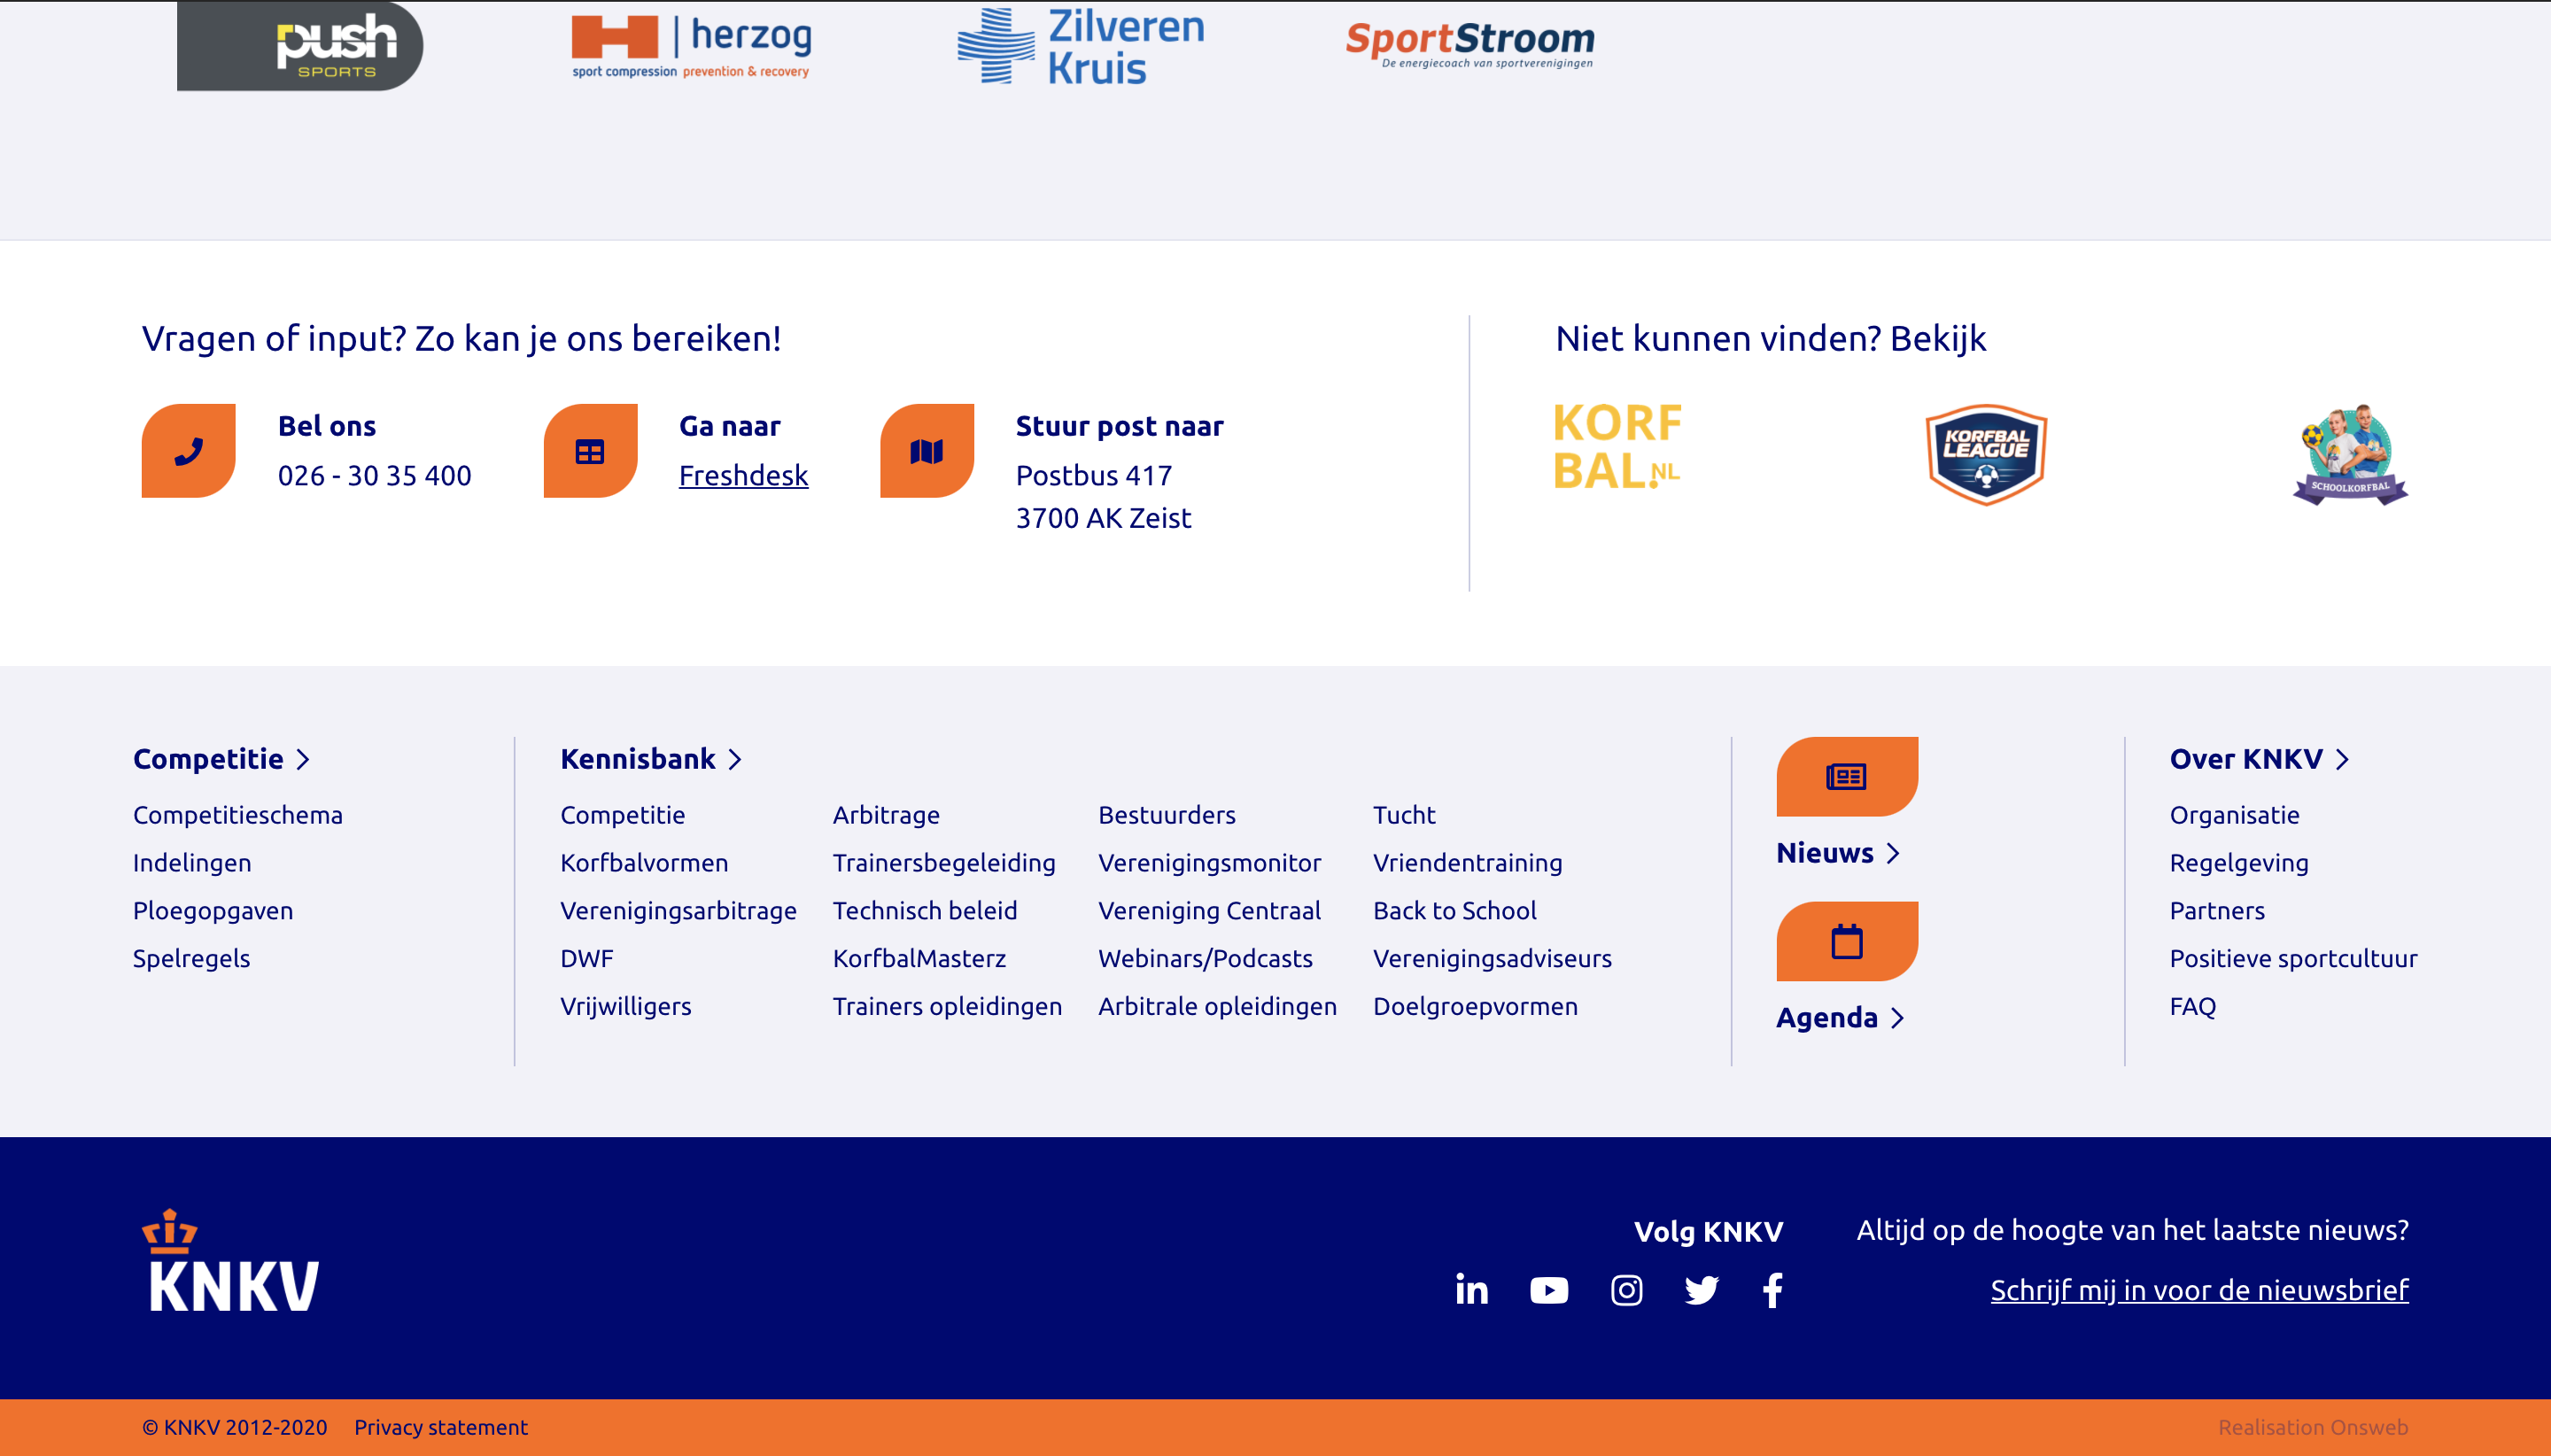 push
SPORTS
herzog
sport compression prevention & recovery
Zilveren
Kruis
SportStroom
De energiecoach van sportverenigingen
Vragen of input? Zo kan je ons bereiken!
Bel ons
026 - 30 35 400
Ga naar
Freshdesk
Stuur post naar
Postbus 417
3700 AK Zeist
Niet kunnen vinden? Bekijk
KORF
BAL.NL
KORFBAL
LEAGUE
SCHOOLKORFBAL
Competitie
Competitieschema
Indelingen
Ploegopgaven
Spelregels
Kennisbank
Competitie
Korfbalvormen
Verenigingsarbitrage
DWF
Vrijwilligers
Arbitrage
Trainersbegeleiding
Technisch beleid
KorfbalMasterz
Trainers opleidingen
Bestuurders
Verenigingsmonitor
Vereniging Centraal
Webinars/Podcasts
Arbitrale opleidingen
Tucht
Vriendentraining
Back to School
Verenigingsadviseurs
Doelgroepvormen
Nieuws
Agenda
Over KNKV
Organisatie
Regelgeving
Partners
Positieve sportcultuur
FAQ
KNKV
Volg KNKV
Altijd op de hoogte van het laatste nieuws?
Schrijf mij in voor de nieuwsbrief
© KNKV 2012-2020 Privacy statement
Realisation Onsweb